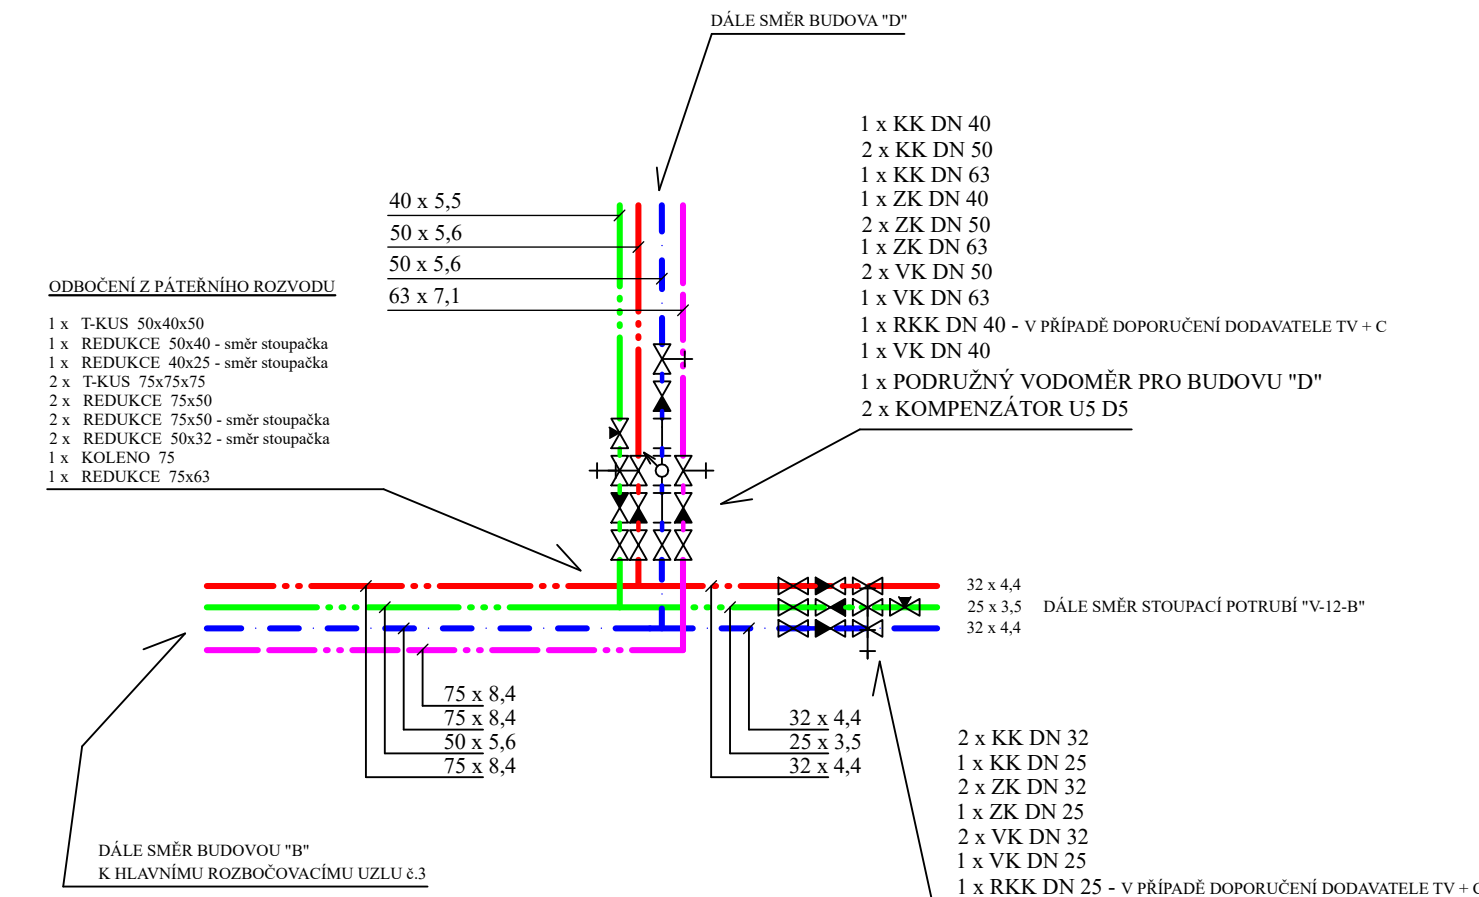 DÁLE SMĚR BUDOVA "D"
1 x KK DN 40
2 x KK DN 50
1 x KK DN 63
1 x ZK DN 40
2 x ZK DN 50
1 x ZK DN 63
2 x VK DN 50
1 x VK DN 63
1 x RKK DN 40 - V PŘÍPADĚ DOPORUČENÍ DODAVATELE TV + C
1 x VK DN 40
1 x PODRUŽNÝ VODOMĚR PRO BUDOVU "D"
2 x KOMPENZÁTOR U5 D5
40 x 5,5
50 x 5,6
50 x 5,6
63 x 7,1
ODBOČENÍ Z PÁTEŘNÍHO ROZVODU
1 x T-KUS 50x40x50
1 x REDUKCE 50x40 - směr stoupačka
1 x REDUKCE 40x25 - směr stoupačka
2 x T-KUS 75x75x75
2 x REDUKCE 75x50
2 x REDUKCE 75x50 - směr stoupačka
2 x REDUKCE 50x32 - směr stoupačka
1 x KOLENO 75
1 x REDUKCE 75x63
32 x 4,4
25 x 3,5 DÁLE SMĚR STOUPACÍ POTRUBÍ "V-12-B"
32 x 4,4
75 x 8,4
75 x 8,4
50 x 5,6
75 x 8,4
32 x 4,4
25 x 3,5
32 x 4,4
2 x KK DN 32
1 x KK DN 25
2 x ZK DN 32
1 x ZK DN 25
2 x VK DN 32
1 x VK DN 25
1 x RKK DN 25 - V PŘÍPADĚ DOPORUČENÍ DODAVATELE TV + C
DÁLE SMĚR BUDOVOU "B"
K HLAVNÍMU ROZBOČOVACÍMU UZLU č.3